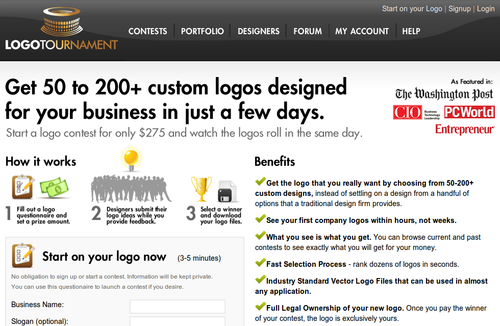 Start on your Logo | Signup | Login
LOGOTOURNAMENT
CONTESTS PORTFOLIO DESIGNERS FORUM MY ACCOUNT HELP
Get 50 to 200+ custom logos designed
for your business in just a few days.
Start a logo contest for only $275 and watch the logos roll in the same day.
As Featured in:
The Washington Post
CIO Business Technology Leadership PCWorld
Entrepreneur
How it works
1 Fill out a logo questionnaire and set a prize amount.
2 Designers submit their logo ideas while you provide feedback.
3 Select a winner and download your logo files.
Start on your logo now (3-5 minutes)
No obligation to sign up or start a contest. Information will be kept private.
You can use this questionaire to launch a contest if you desire.
Business Name:
Slogan (optional):
Benefits
Get the logo that you really want by choosing from 50-200+
custom designs, instead of settling on a design from a handful of
options that a traditional design firm provides.
See your first company logos within hours, not weeks.
What you see is what you get. You can browse current and past
contests to see exactly what you will get for your money.
Fast Selection Process - rank dozens of logos in seconds.
Industry Standard Vector Logo Files that can be used in almost
any application.
Full Legal Ownership of your new logo. Once you pay the winner
of your contest, the logo is exclusively yours.